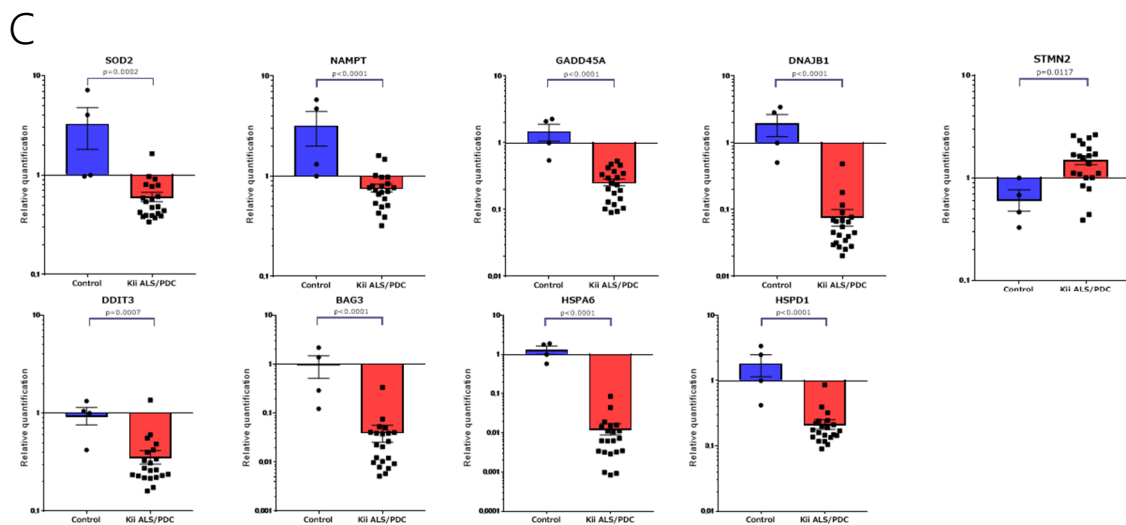 C
SOD2
p=0.0002
Relative quantification
10
1
0,1
Control
Kii ALS/PDC
NAMPT
p<0.0001
Relative quantification
10
1
0,1
Control
Kii ALS/PDC
GADD45A
p<0.0001
Relative quantification
10
1
0,1
0,01
Control
Kii ALS/PDC
DNAJB1
p<0.0001
Relative quantification
10
1
0,1
0,01
Control
Kii ALS/PDC
STMN2
p=0.0117
Relative quantification
10
1
0.1
Control
Kii ALS/PDC
DDIT3
p=0.0007
Relative quantification
10
1
0,1
Control
Kii ALS/PDC
BAG3
p<0.0001
Relative quantification
10
1
0,1
0,01
0,001
Control
Kii ALS/PDC
HSPA6
p<0.0001
Relative quantification
10
1
0,1
0,01
0,001
0,0001
Control
Kii ALS/PDC
HSPD1
p<0.0001
Relative quantification
10
1
0,1
0,01
Control
Kii ALS/PDC